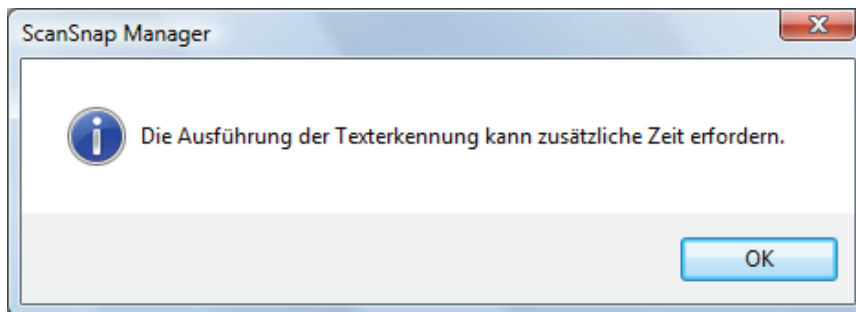 ScanSnap Manager
Die Ausführung der Texterkennung kann zusätzliche Zeit erfordern.
OK